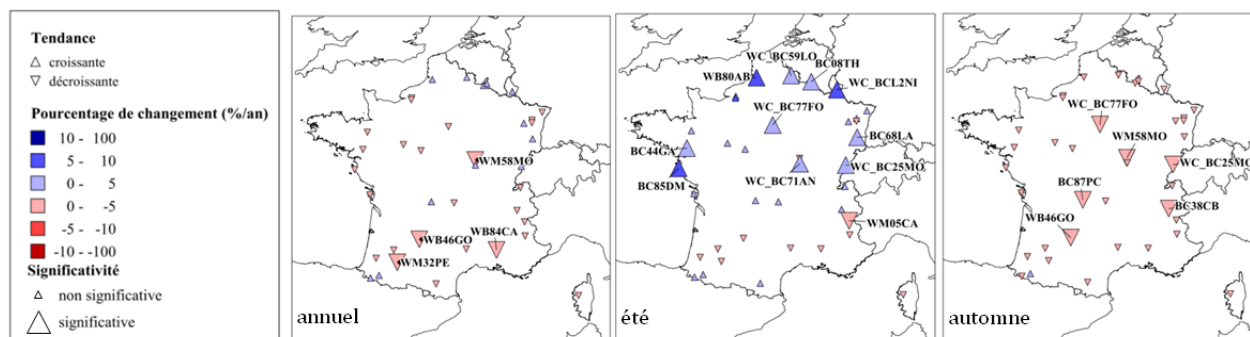 Tendance
croissante
décroissante
Pourcentage de changement (%/an)
10 - 100
5 - 10
0 - 5
0 - -5
-5 - -10
-10 - -100
Significativité
non significative
significative
WM58MO
WB46GO
WB84CA
WM32PE
annuel
WC_BC59LO
BC08TH
WB80AB
WC_BCL2NI
WC_BC77FO
BC68LA
BC44GA
WC_BC25MO
BC85DM
WC_BC71AN
WM05CA
été
WC_BC77FO
WM58MO
WC_BC25MO
BC87PC
BC38CB
WB46GO
automne